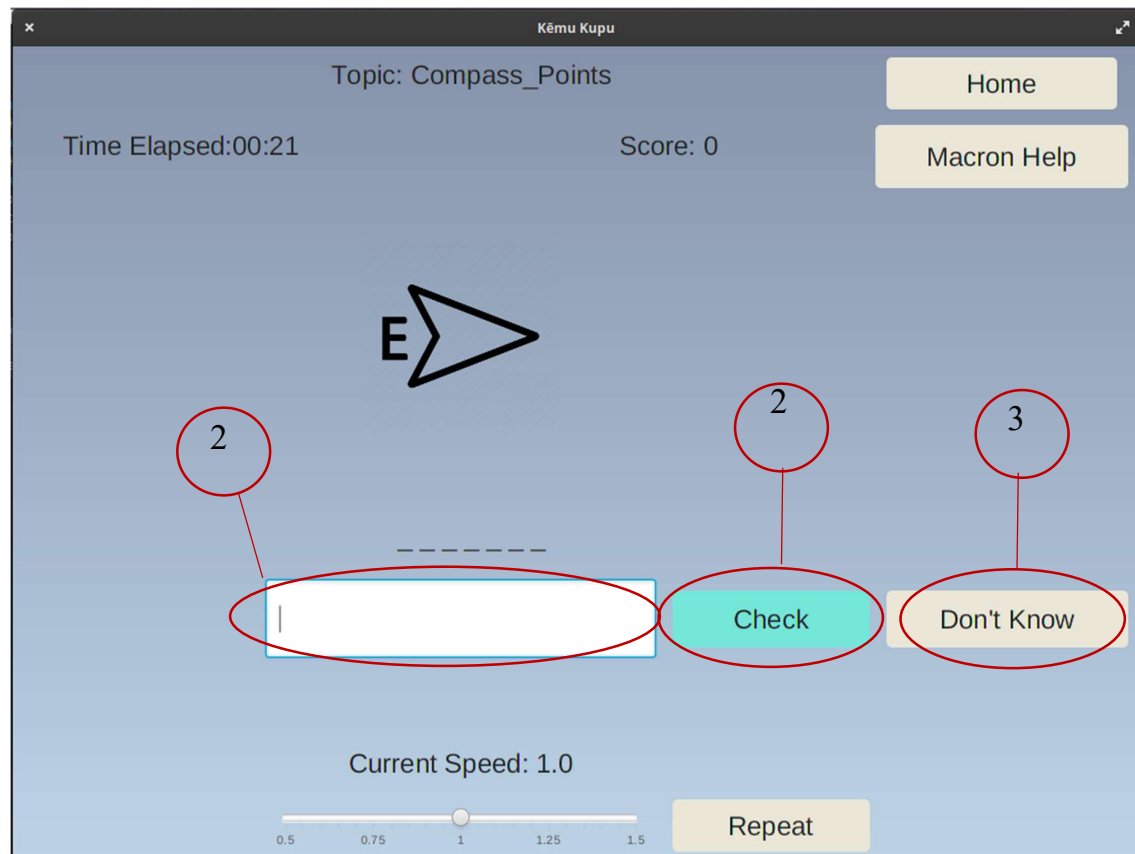 ×
Kēmu Kupu
Topic: Compass_Points
Home
Time Elapsed:00:21
Score: 0
Macron Help
E
2
2
3
_ _ _ _ _ _ _
Check
Don't Know
Current Speed: 1.0
0.5 0.75 1 1.25 1.5
Repeat